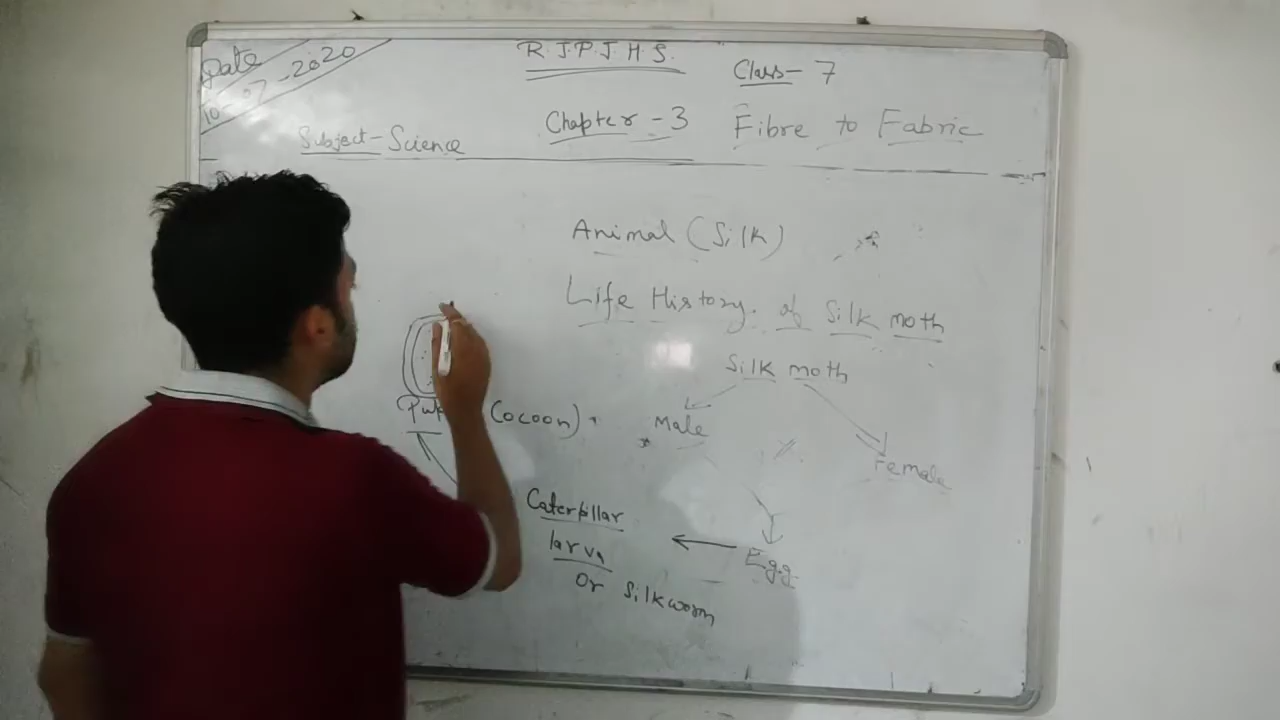 Date
10-07-2020
R.J.P.J.H.S.
Class- 7
Subject-Science
Chapter-3 Fibre to Fabric
Animal (Silk)
Life History of Silk moth
Silk moth
Male
Female
Egg
Caterpillar
larva
Or Silkworm
(Cocoon)